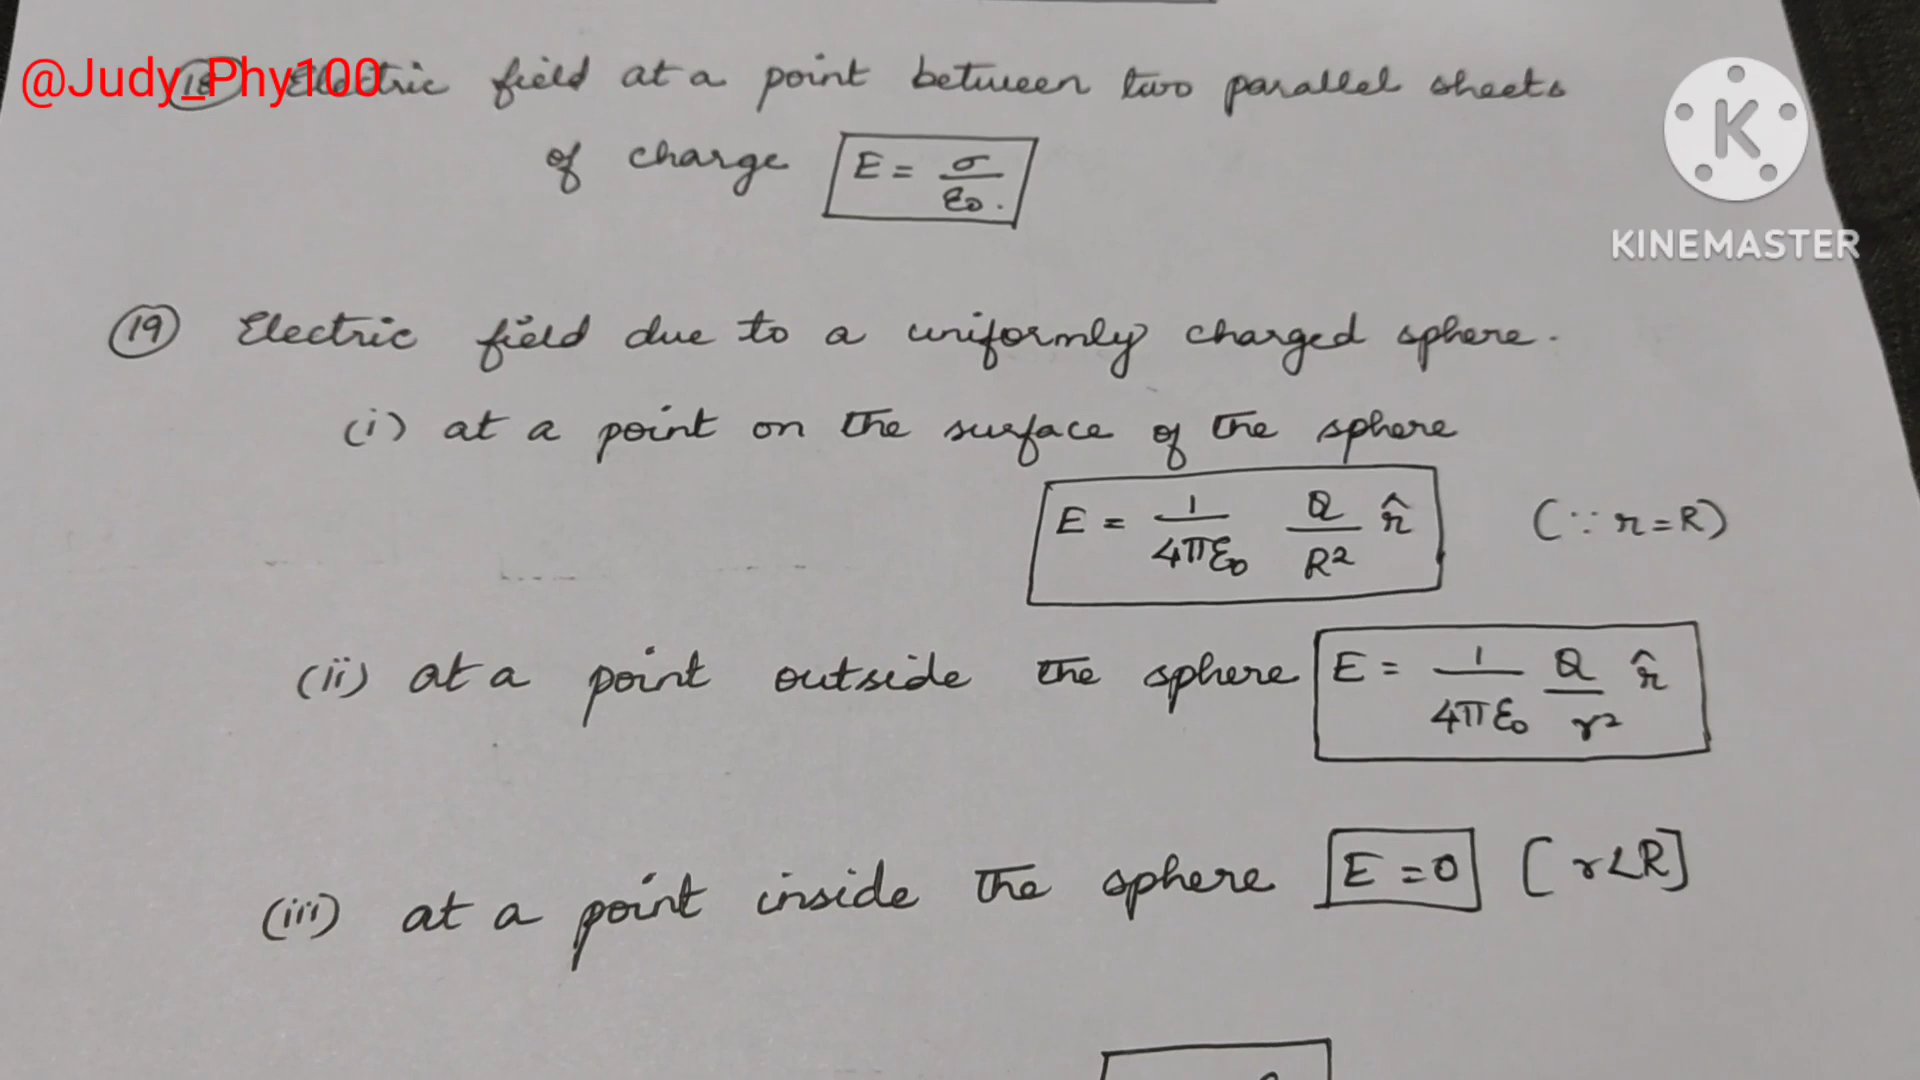 @Judy_Phy100
(18) Electric field at a point between two parallel sheets
of charge E = σ/ε₀.
K
KINEMASTER
(19) Electric field due to a uniformly charged sphere.
(i) at a point on the surface of the sphere
E = 1/4πε₀ Q/R² r̂ (∵ r=R)
(ii) at a point outside the sphere E = 1/4πε₀ Q/r² r̂
(iii) at a point inside the sphere E=0 [r<R]